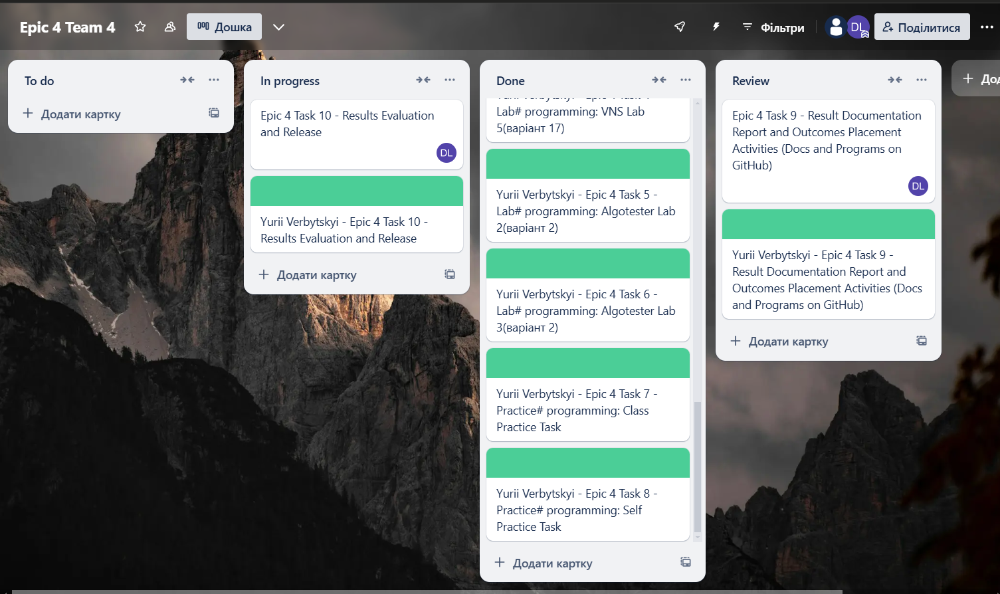 Epic 4 Team 4
Дошка
Фільтри
DL
Поділитися
To do
Додати картку
In progress
Epic 4 Task 10 - Results Evaluation
and Release
DL
Yurii Verbytskyi - Epic 4 Task 10 -
Results Evaluation and Release
Додати картку
Done
Lab# programming: VNS Lab
5(варіант 17)
Yurii Verbytskyi - Epic 4 Task 5 -
Lab# programming: Algotester Lab
2(варіант 2)
Yurii Verbytskyi - Epic 4 Task 6 -
Lab# programming: Algotester Lab
3(варіант 2)
Yurii Verbytskyi - Epic 4 Task 7 -
Practice# programming: Class
Practice Task
Yurii Verbytskyi - Epic 4 Task 8 -
Practice# programming: Self
Practice Task
Додати картку
Review
Epic 4 Task 9 - Result Documentation
Report and Outcomes Placement
Activities (Docs and Programs on
GitHub)
DL
Yurii Verbytskyi - Epic 4 Task 9 -
Result Documentation Report and
Outcomes Placement Activities (Docs
and Programs on GitHub)
Додати картку